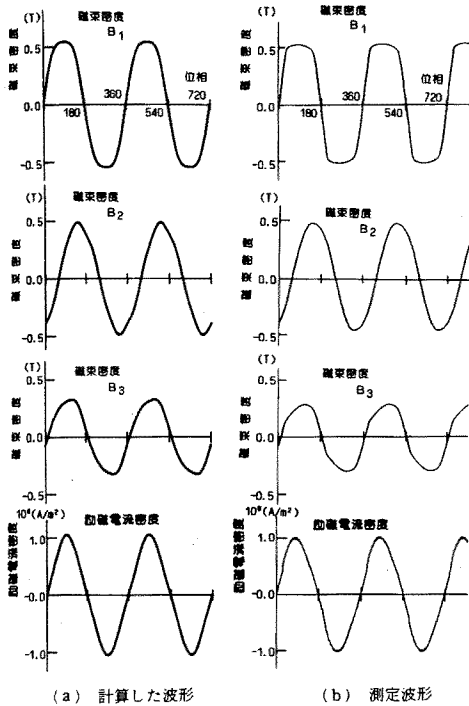 (T) 磁束密度
B₁
磁束密度
0.5
0.0
-0.5
180
360
540
位相
720
(T) 磁束密度
B₂
磁束密度
0.5
0.0
-0.5
(T) 磁束密度
B₃
磁束密度
0.5
0.0
-0.5
10⁶(A/m²)
励磁電流密度
励磁電流密度
1.0
-0.0
-1.0
(a) 計算した波形
(T) 磁束密度
B₁
磁束密度
0.5
0.0
-0.5
180
360
540
位相
720
(T) 磁束密度
B₂
磁束密度
0.5
0.0
-0.5
(T) 磁束密度
B₃
磁束密度
0.5
0.0
-0.5
10⁶(A/m²)
励磁電流密度
励磁電流密度
1.0
-0.0
-1.0
(b) 測定波形